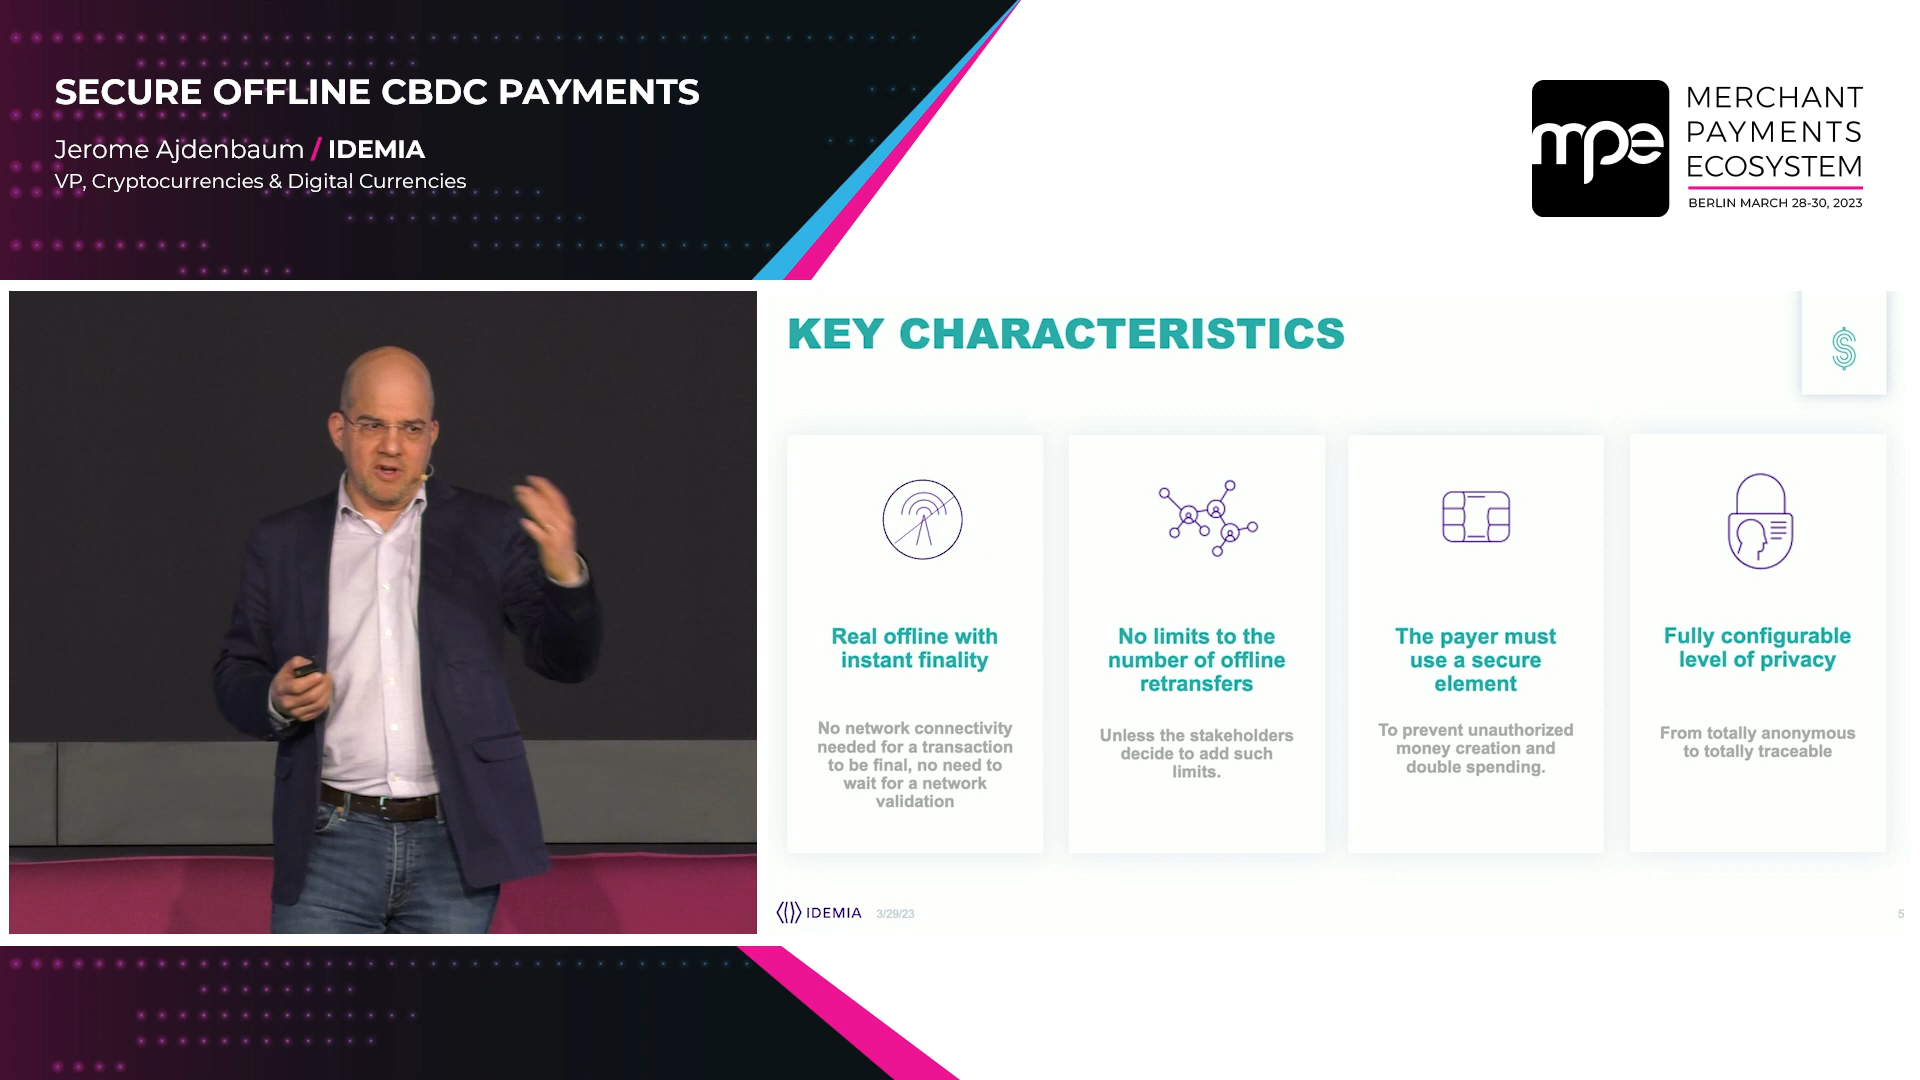 SECURE OFFLINE CBDC PAYMENTS
Jerome Ajdenbaum / IDEMIA
VP, Cryptocurrencies & Digital Currencies
mpe
MERCHANT
PAYMENTS
ECOSYSTEM
BERLIN MARCH 28-30, 2023
KEY CHARACTERISTICS
$
Real offline with
instant finality
No network connectivity
needed for a transaction
to be final, no need to
wait for a network
validation
No limits to the
number of offline
retransfers
Unless the stakeholders
decide to add such
limits.
The payer must
use a secure
element
To prevent unauthorized
money creation and
double spending.
Fully configurable
level of privacy
From totally anonymous
to totally traceable
IDEMIA 3/29/23
5